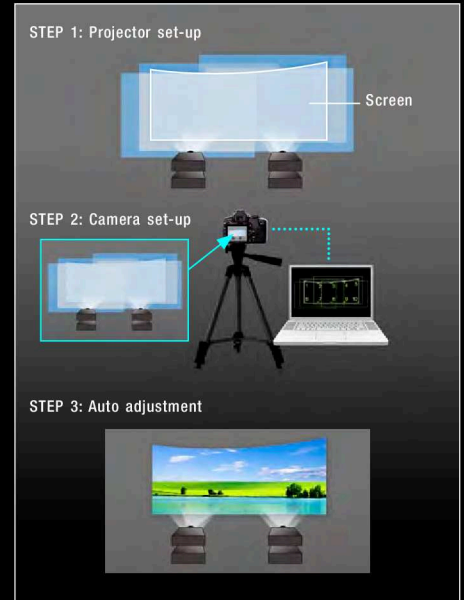 STEP 1: Projector set-up
Screen
STEP 2: Camera set-up
STEP 3: Auto adjustment